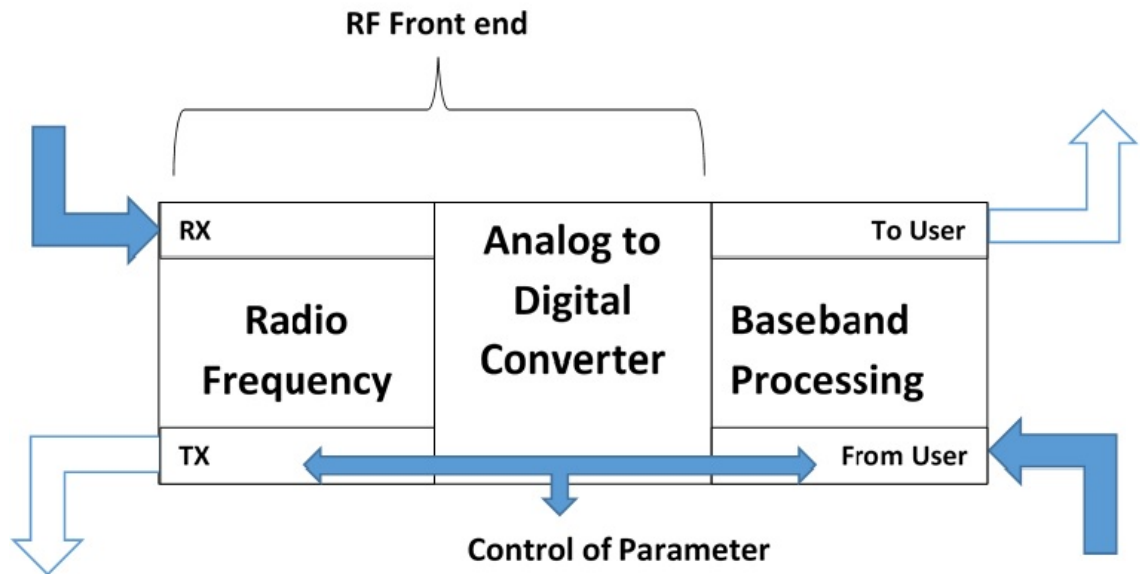 RF Front end
RX
Analog to
Digital
Converter
To User
Radio
Frequency
Baseband
Processing
TX
From User
Control of Parameter